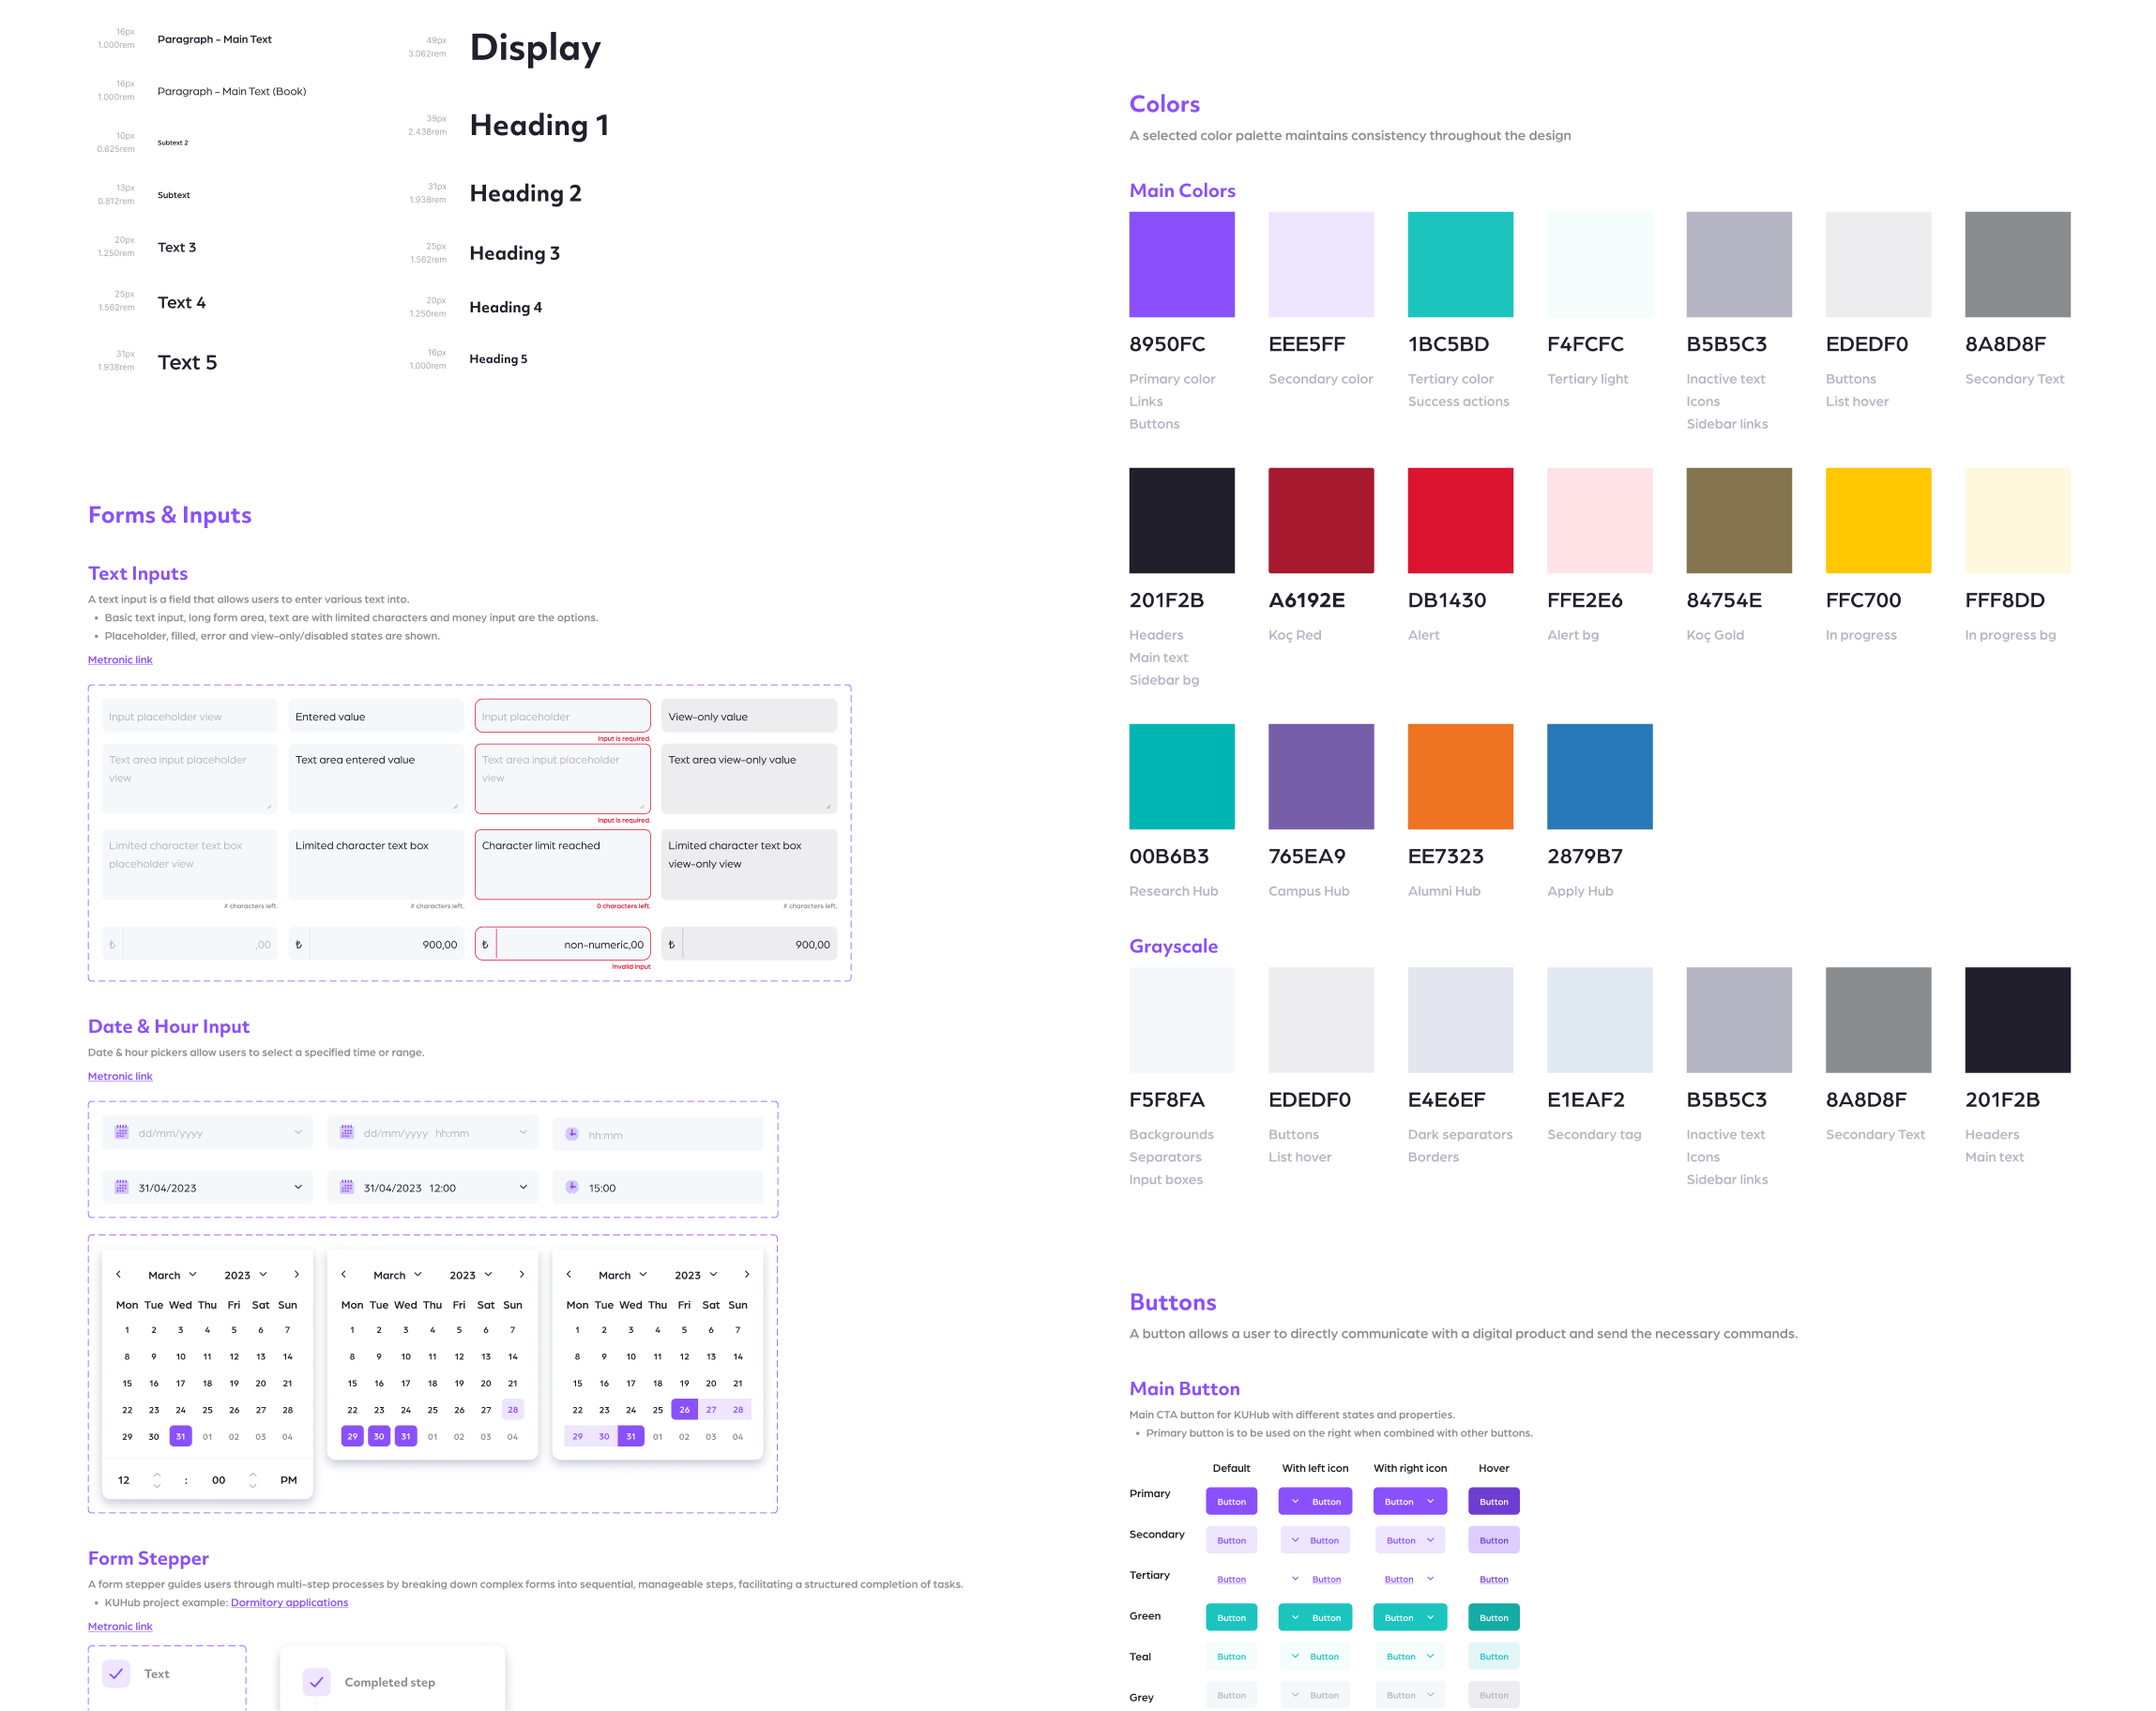 16px
1.000rem
Paragraph - Main Text
16px
1.000rem
Paragraph - Main Text (Book)
10px
0.625rem
Subtext 2
13px
0.812rem
Subtext
20px
1.250rem
Text 3
25px
1.562rem
Text 4
31px
1.938rem
Text 5
49px
3.062rem
Display
39px
2.438rem
Heading 1
31px
1.938rem
Heading 2
25px
1.562rem
Heading 3
20px
1.250rem
Heading 4
16px
1.000rem
Heading 5
Forms & Inputs
Text Inputs
A text input is a field that allows users to enter various text into.
• Basic text input, long form area, text are with limited characters and money input are the options.
• Placeholder, filled, error and view-only/disabled states are shown.
Metronic link
Input placeholder view
Entered value
Input placeholder
View-only value
Input is required.
Text area input placeholder
view
Text area entered value
Text area input placeholder
view
Text area view-only value
Input is required.
Limited character text box
placeholder view
Limited character text box
Character limit reached
Limited character text box
view-only view
# characters left.
# characters left.
0 characters left.
# characters left.
₺ ,00
₺ 900,00
₺ non-numeric,00
₺ 900,00
Invalid input
Date & Hour Input
Date & hour pickers allow users to select a specified time or range.
Metronic link
dd/mm/yyyy
dd/mm/yyyy hh:mm
hh:mm
31/04/2023
31/04/2023 12:00
15:00
March 2023
Mon Tue Wed Thu Fri Sat Sun
1 2 3 4 5 6 7
8 9 10 11 12 13 14
15 16 17 18 19 20 21
22 23 24 25 26 27 28
29 30 31 01 02 03 04
12 : 00 PM
March 2023
Mon Tue Wed Thu Fri Sat Sun
1 2 3 4 5 6 7
8 9 10 11 12 13 14
15 16 17 18 19 20 21
22 23 24 25 26 27 28
29 30 31 01 02 03 04
March 2023
Mon Tue Wed Thu Fri Sat Sun
1 2 3 4 5 6 7
8 9 10 11 12 13 14
15 16 17 18 19 20 21
22 23 24 25 26 27 28
29 30 31 01 02 03 04
Form Stepper
A form stepper guides users through multi-step processes by breaking down complex forms into sequential, manageable steps, facilitating a structured completion of tasks.
• KUHub project example: Dormitory applications
Metronic link
Text
Completed step
Colors
A selected color palette maintains consistency throughout the design
Main Colors
8950FC
Primary color
Links
Buttons
EEE5FF
Secondary color
1BC5BD
Tertiary color
Success actions
F4FCFC
Tertiary light
B5B5C3
Inactive text
Icons
Sidebar links
EDEDF0
Buttons
List hover
8A8D8F
Secondary Text
201F2B
Headers
Main text
Sidebar bg
A6192E
Koç Red
DB1430
Alert
FFE2E6
Alert bg
84754E
Koç Gold
FFC700
In progress
FFF8DD
In progress bg
00B6B3
Research Hub
765EA9
Campus Hub
EE7323
Alumni Hub
2879B7
Apply Hub
Grayscale
F5F8FA
Backgrounds
Separators
Input boxes
EDEDF0
Buttons
List hover
E4E6EF
Dark separators
Borders
E1EAF2
Secondary tag
B5B5C3
Inactive text
Icons
Sidebar links
8A8D8F
Secondary Text
201F2B
Headers
Main text
Buttons
A button allows a user to directly communicate with a digital product and send the necessary commands.
Main Button
Main CTA button for KUHub with different states and properties.
• Primary button is to be used on the right when combined with other buttons.
Default With left icon With right icon Hover
Primary Button Button Button Button
Secondary Button Button Button Button
Tertiary Button Button Button Button
Green Button Button Button Button
Teal Button Button Button Button
Grey Button Button Button Button